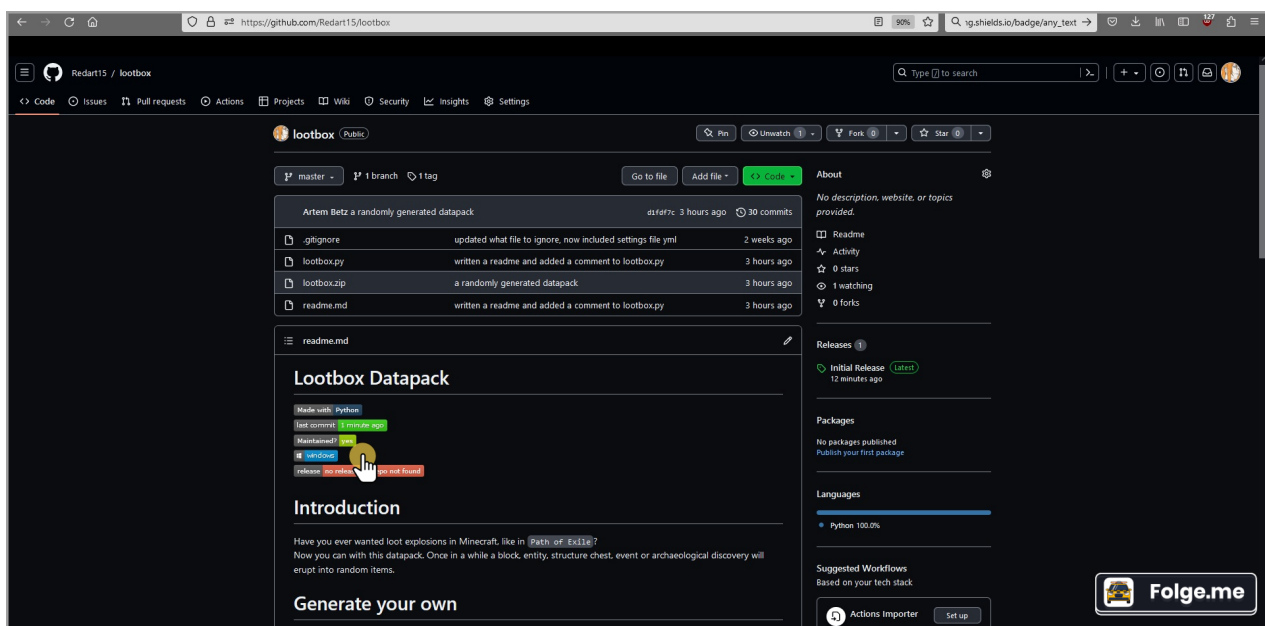 https://github.com/Redart15/lootbox 90% ıg.shields.io/badge/any_text 127
Redart15 / lootbox Type / to search
Code Issues Pull requests Actions Projects Wiki Security Insights Settings
lootbox Public Pin Unwatch 1 Fork 0 Star 0
master 1 branch 1 tag Go to file Add file Code
Artem Betz a randomly generated datapack d1fdf7c 3 hours ago 30 commits
.gitignore updated what file to ignore, now included settings file yml 2 weeks ago
lootbox.py written a readme and added a comment to lootbox.py 3 hours ago
lootbox.zip a randomly generated datapack 3 hours ago
readme.md written a readme and added a comment to lootbox.py 3 hours ago
readme.md
Lootbox Datapack
Made with Python
last commit 1 minute ago
Maintained? yes
windows
release no releas epo not found
Introduction
Have you ever wanted loot explosions in Minecraft, like in Path of Exile?
Now you can with this datapack. Once in a while a block, entity, structure chest, event or archaeological discovery will
erupt into random items.
Generate your own
About
No description, website, or topics
provided.
Readme
Activity
0 stars
1 watching
0 forks
Releases 1
Initial Release Latest
12 minutes ago
Packages
No packages published
Publish your first package
Languages
Python 100.0%
Suggested Workflows
Based on your tech stack
Actions Importer Set up
Folge.me